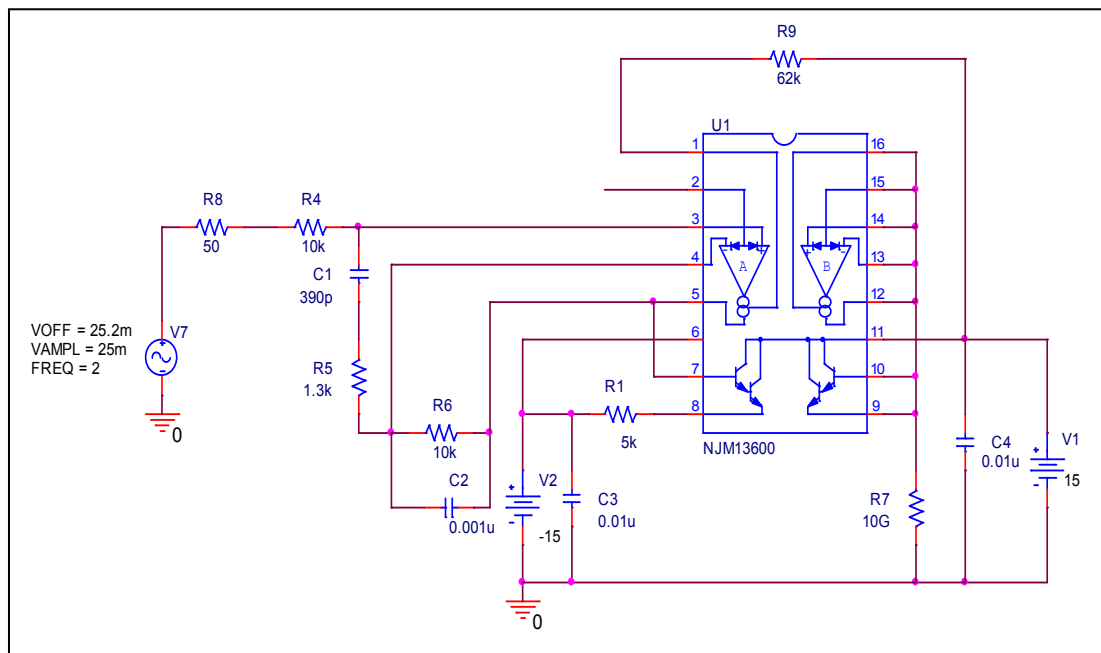 R9
62k
U1
1
16
2
15
R8
R4
3
14
50
10k
+
-
+
-
4
13
C1
A
B
390p
5
12
VOFF = 25.2m
V7
VAMPL = 25m
FREQ = 2
+
-
6
11
R5
1.3k
R6
R1
7
10
8
9
10k
5k
NJM13600
0
C2
0.001u
+
V2
-
-15
C3
0.01u
R7
10G
C4
0.01u
V1
+
15
-
0